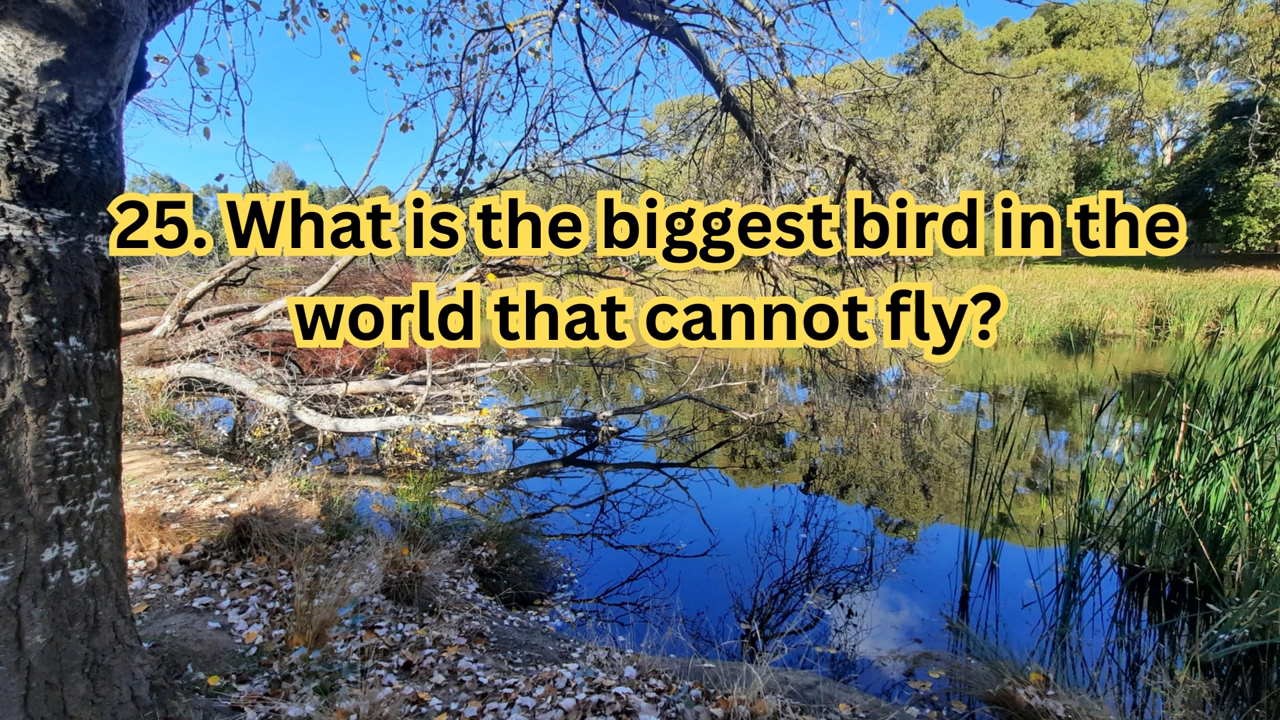 25. What is the biggest bird in the
world that cannot fly?